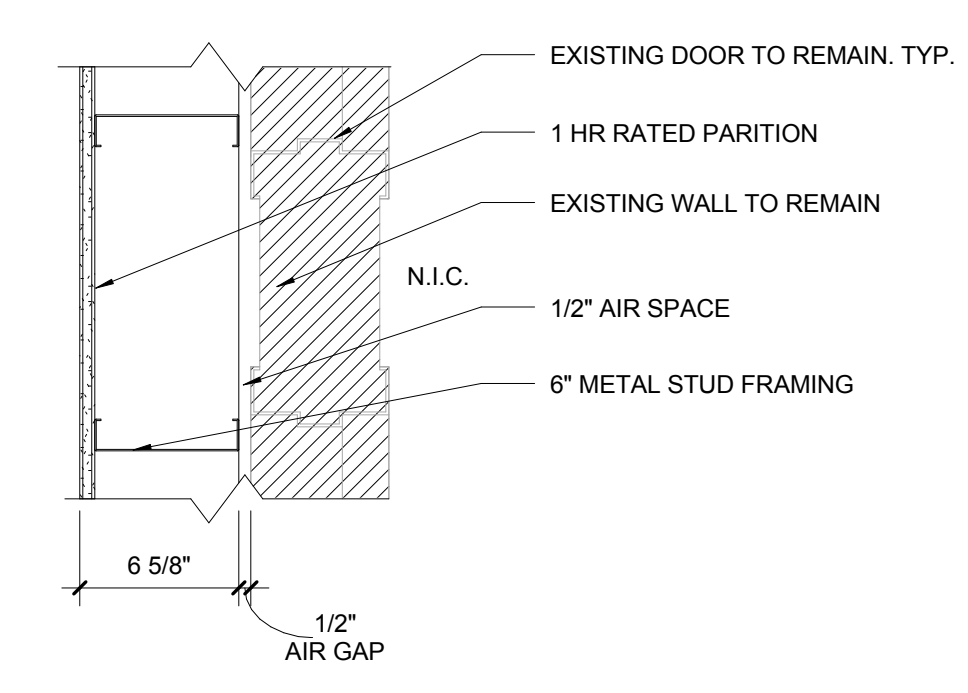 EXISTING DOOR TO REMAIN. TYP.
1 HR RATED PARITION
EXISTING WALL TO REMAIN
N.I.C.
1/2" AIR SPACE
6" METAL STUD FRAMING
6 5/8"
1/2"
AIR GAP